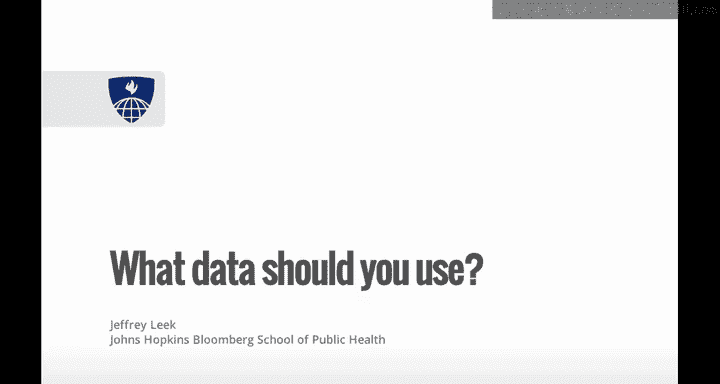 What data should you use?
Jeffrey Leek
Johns Hopkins Bloomberg School of Public Health